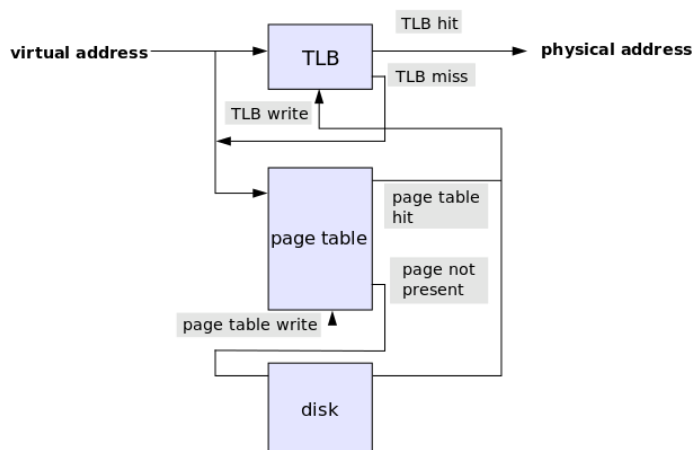 TLB hit
virtual address
TLB
physical address
TLB miss
TLB write
page table
hit
page table
page not
present
page table write
disk